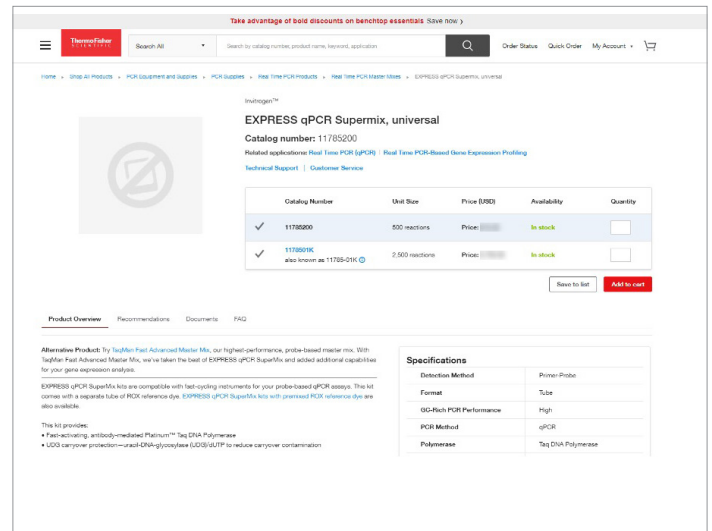 Take advantage of bold discounts on benchtop essentials Save now ›
ThermoFisher
SCIENTIFIC
Search All
Search by catalog number, product name, keyword, application
Order Status Quick Order My Account
Home Shop All Products PCR Equipment and Supplies PCR Supplies Real Time PCR Products Real Time PCR Master Mixes EXPRESS qPCR Supermix, universal
Invitrogen™
EXPRESS qPCR Supermix, universal
Catalog number: 11785200
Related applications: Real Time PCR (qPCR) | Real Time PCR-Based Gene Expression Profiling
Technical Support | Customer Service
Catalog Number Unit Size Price (USD) Availability Quantity
11785200 500 reactions Price: In stock
1178501K 2,500 reactions Price: In stock
also known as 11785-01K
Save to list Add to cart
Product Overview Recommendations Documents FAQ
Alternative Product: Try TaqMan Fast Advanced Master Mix, our highest-performance, probe-based master mix. With
TaqMan Fast Advanced Master Mix, we've taken the best of EXPRESS qPCR SuperMix and added additional capabilities
for your gene expression analysis.
EXPRESS qPCR SuperMix kits are compatible with fast-cycling instruments for your probe-based qPCR assays. The kit
comes with a separate tube of ROX reference dye. EXPRESS qPCR SuperMix kits with premixed ROX reference dye are
also available.
This kit provides:
• Fast-activating, antibody-mediated Platinum™ Taq DNA Polymerase
• UDG carryover protection—uracil-DNA-glycosylase (UDG)/dUTP to reduce carryover contamination
Specifications
Detection Method Primer-Probe
Format Tube
GC-Rich PCR Performance High
PCR Method qPCR
Polymerase Taq DNA Polymerase